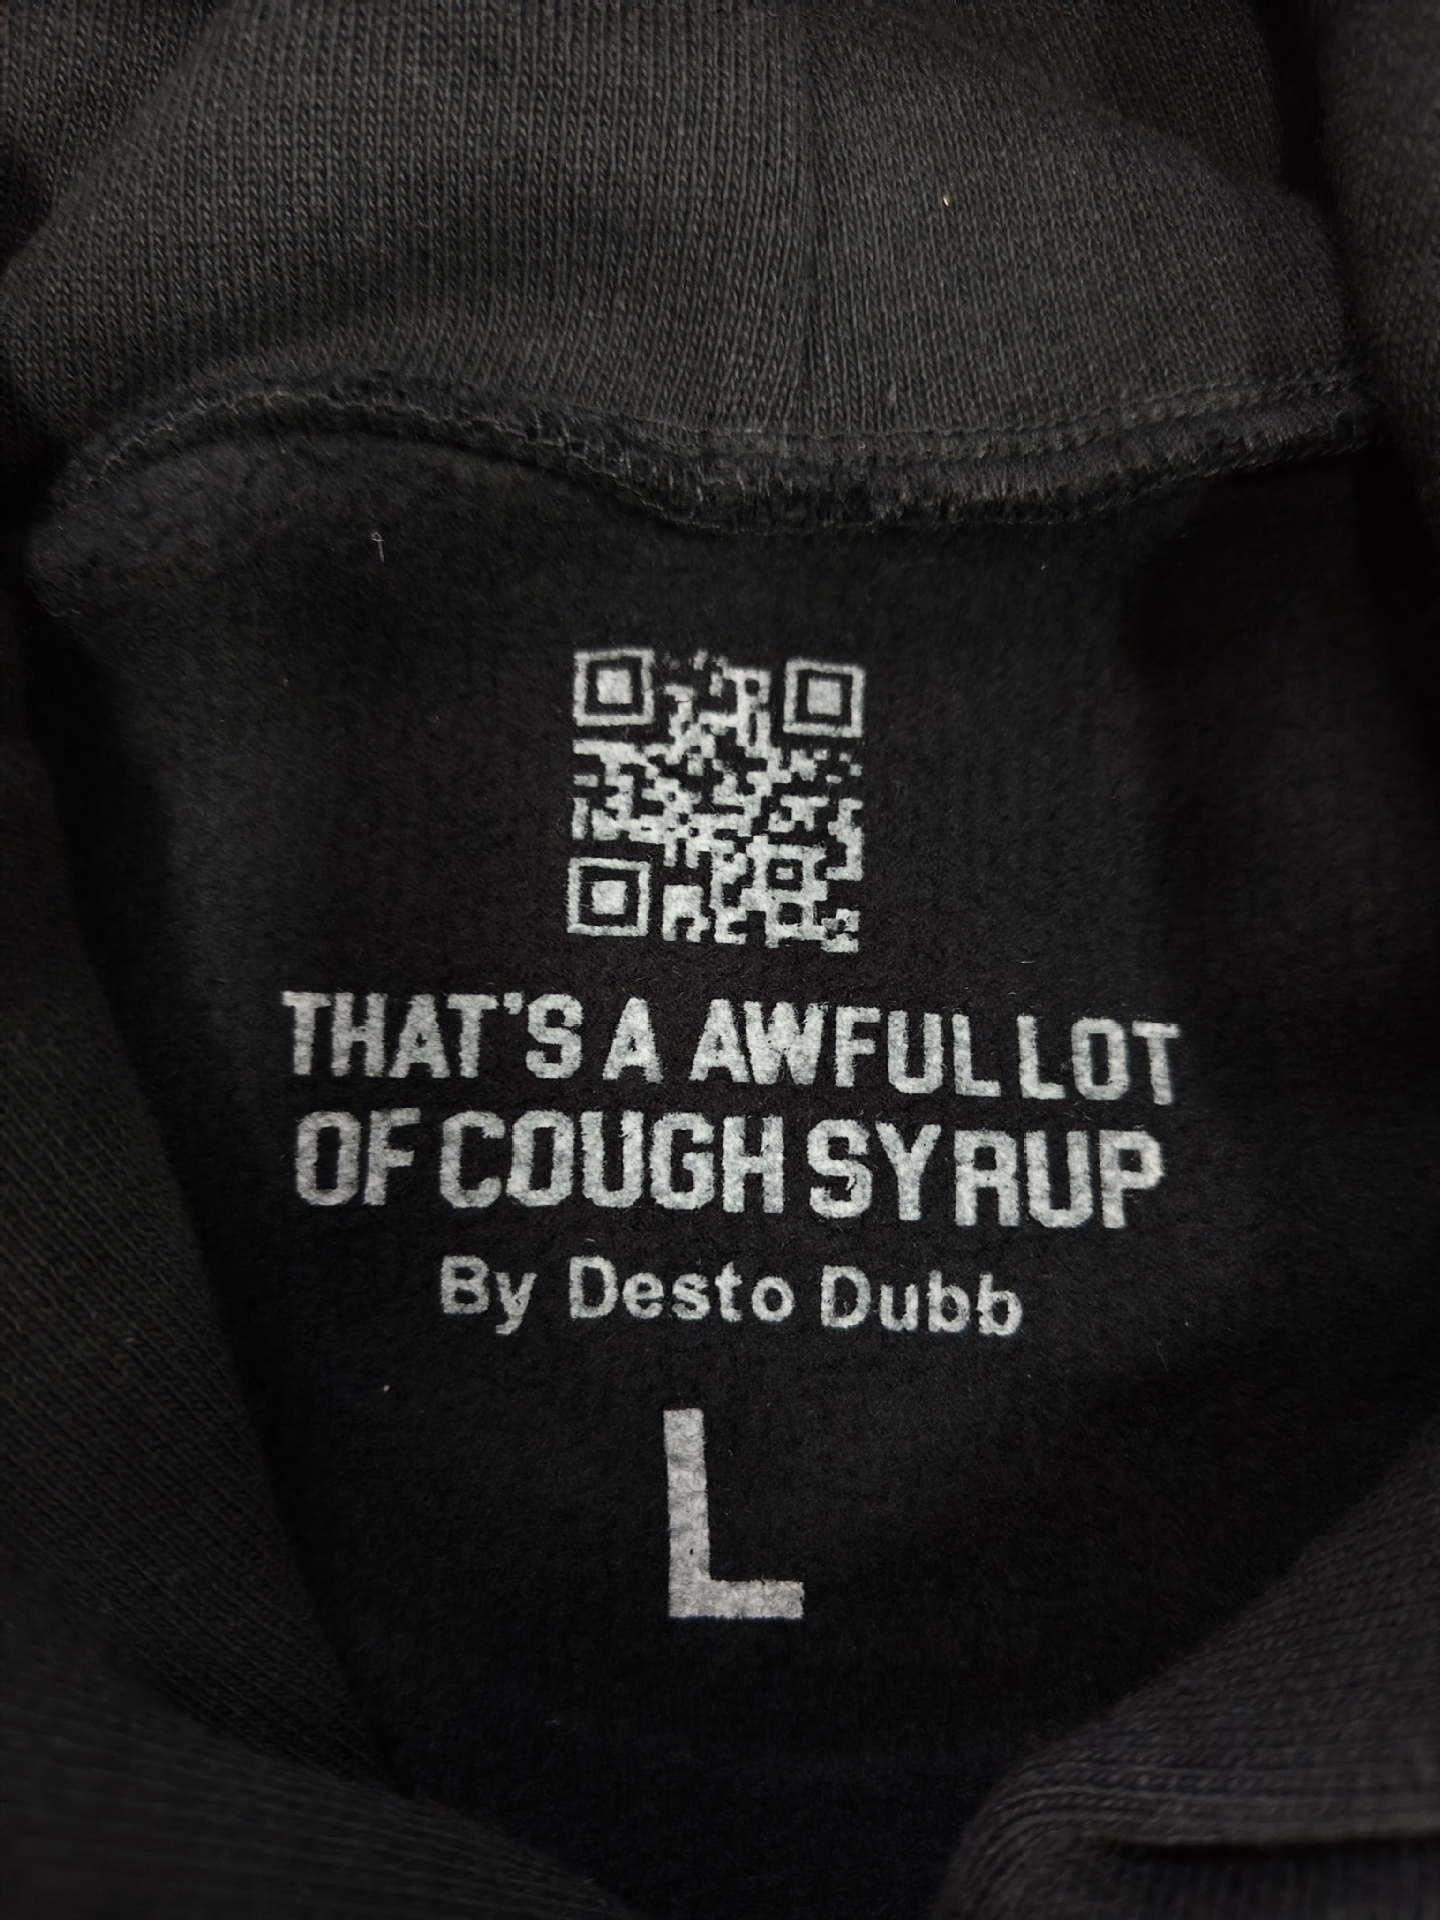 THAT'S A AWFUL LOT
OF COUGH SYRUP
By Desto Dubb
L